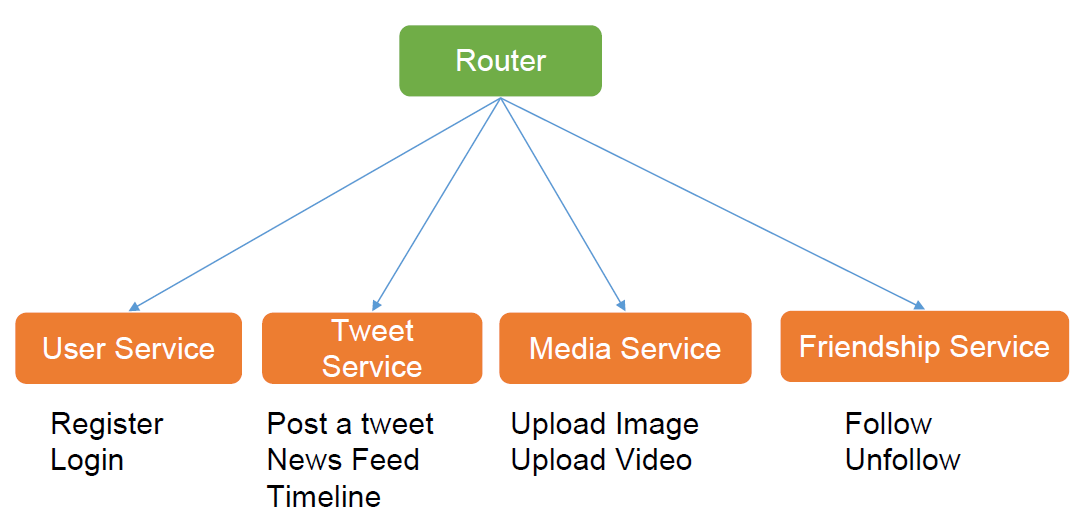 Router
User Service
Tweet
Service
Media Service
Friendship Service
Register
Login
Post a tweet
News Feed
Timeline
Upload Image
Upload Video
Follow
Unfollow